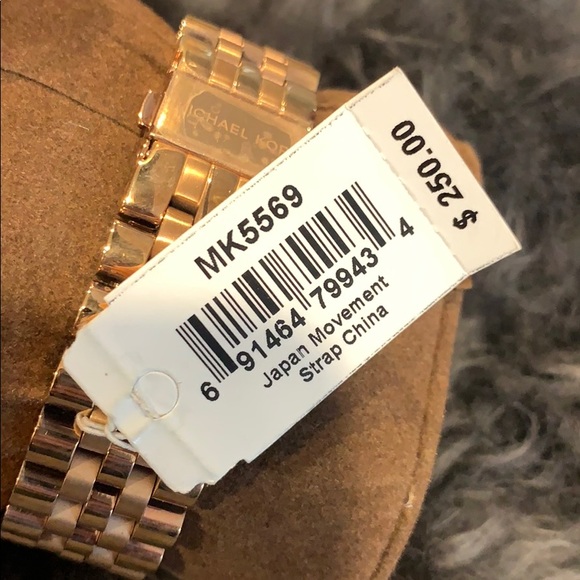 MICHAEL KORS
MK5569
6 91464 79943 4
Japan Movement
Strap China
$ 250.00